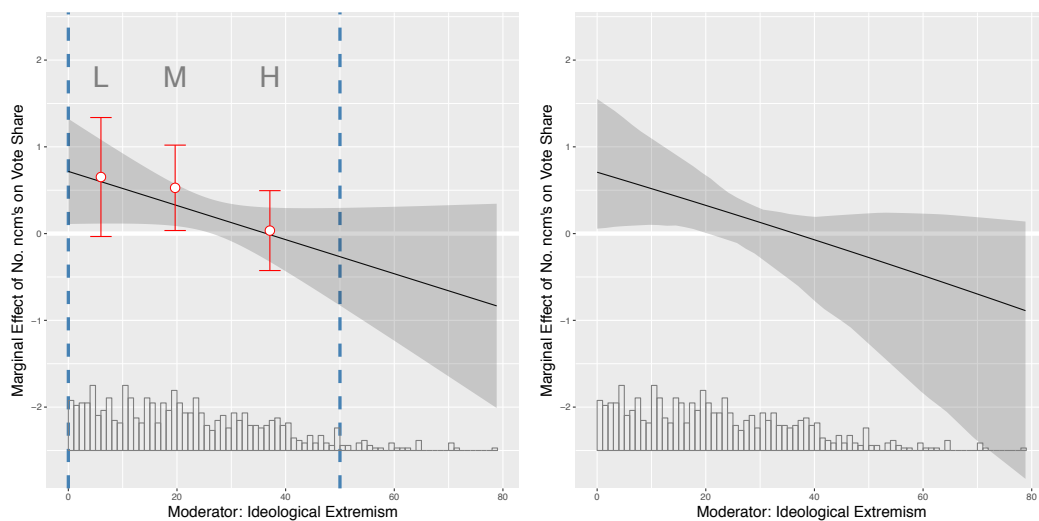 Marginal Effect of No. ncm's on Vote Share
2
1
0
−1
−2
L M H
0 20 40 60 80
Moderator: Ideological Extremism
Marginal Effect of No. ncm's on Vote Share
2
1
0
−1
−2
0 20 40 60 80
Moderator: Ideological Extremism